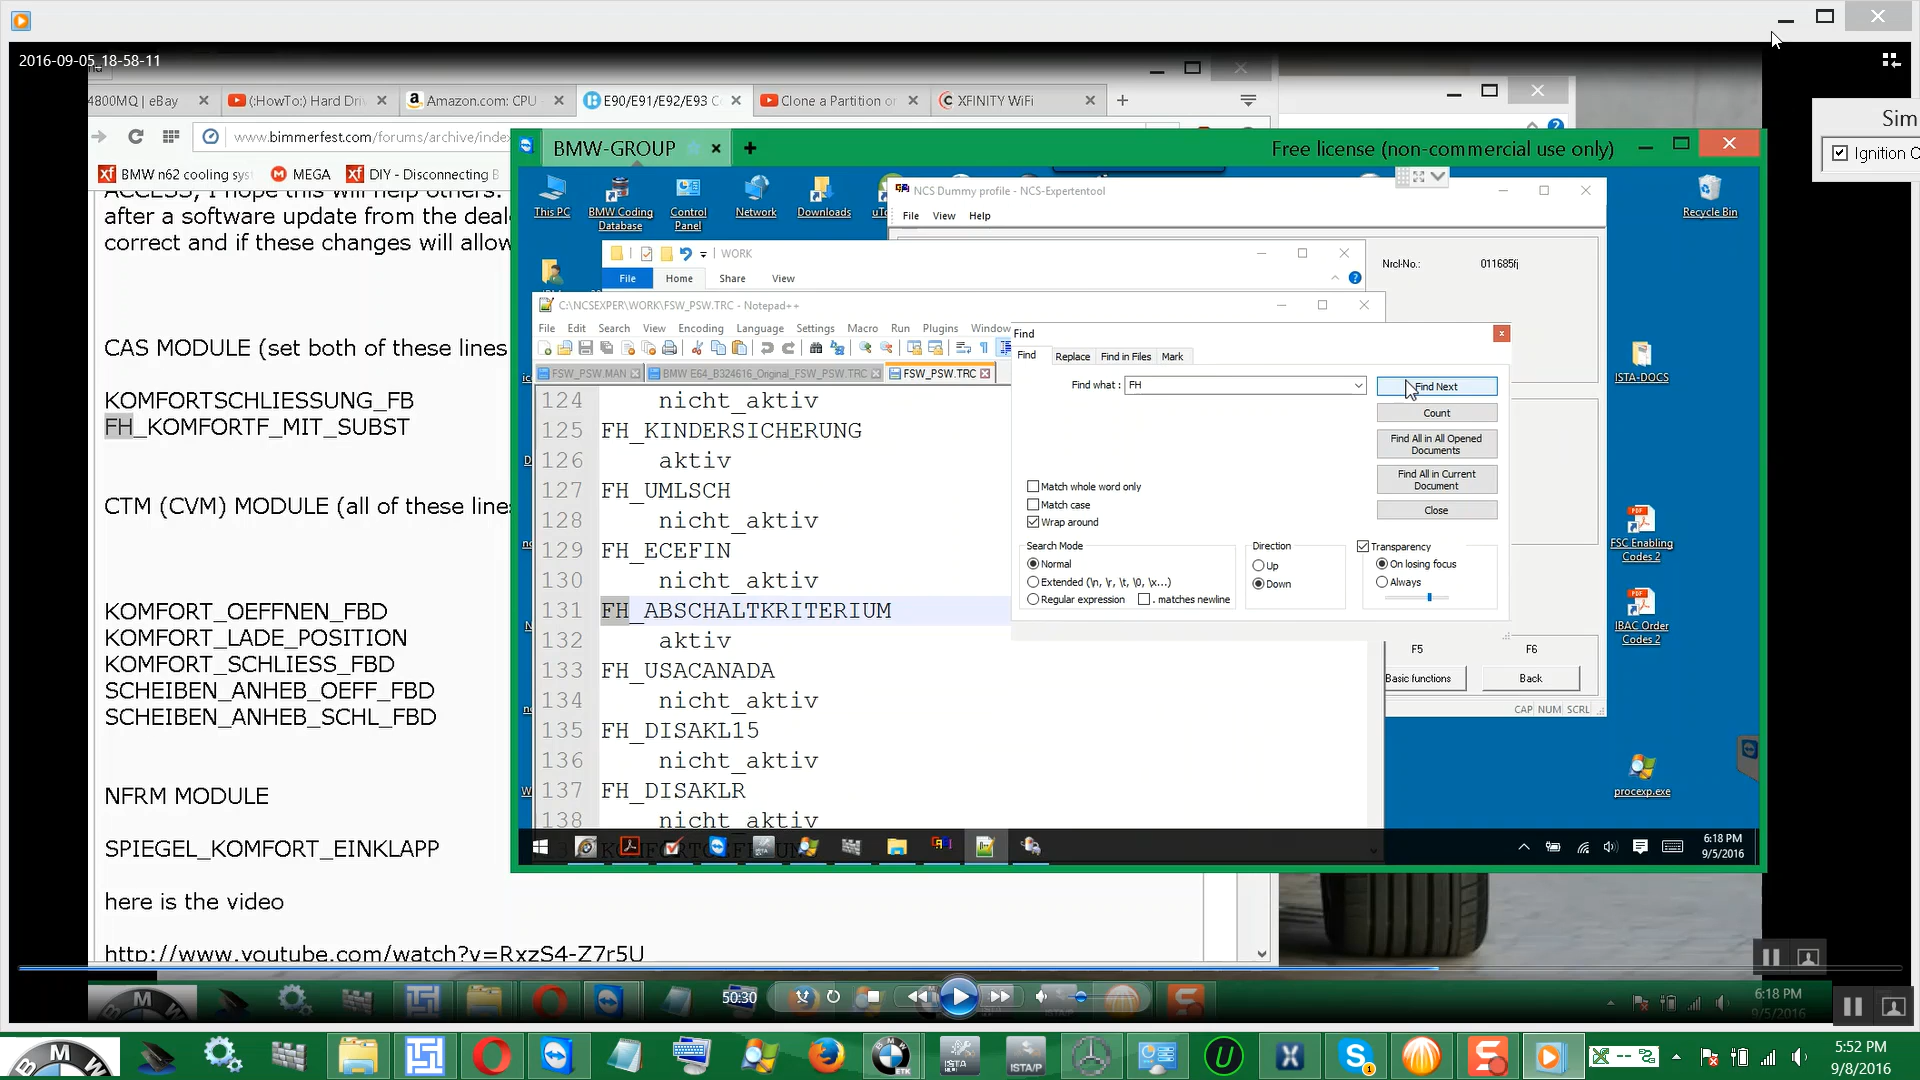 2016-09-05_18-58-11
4800MQ | eBay
(:HowTo:) Hard Dri
Amazon.com: CPU
E90/E91/E92/E93 C
Clone a Partition or
XFINITY WiFi
www.bimmerfest.com/forums/archive/index
BMW n62 cooling sys
MEGA
DIY - Disconnecting B
after a software update from the deal
correct and if these changes will allow
CAS MODULE (set both of these lines
KOMFORTSCHLIESSUNG_FB
FH_KOMFORTF_MIT_SUBST
CTM (CVM) MODULE (all of these lines
KOMFORT_OEFFNEN_FBD
KOMFORT_LADE_POSITION
KOMFORT_SCHLIESS_FBD
SCHEIBEN_ANHEB_OEFF_FBD
SCHEIBEN_ANHEB_SCHL_FBD
NFRM MODULE
SPIEGEL_KOMFORT_EINKLAPP
here is the video
http://www.youtube.com/watch?v=RxzS4-Z7r5U
BMW-GROUP
Free license (non-commercial use only)
Sim
Ignition C
This PC
BMW Coding Database
Control Panel
Network
Downloads
Recycle Bin
NCS Dummy profile - NCS-Expertentool
File View Help
Nrcl-No.: 011685fj
WORK
File Home Share View
C:\NCSEXPER\WORK\FSW_PSW.TRC - Notepad++
File Edit Search View Encoding Language Settings Macro Run Plugins Window
FSW_PSW.MAN
BMW E64_B324616_Original_FSW_PSW.TRC
FSW_PSW.TRC
124 nicht_aktiv
125 FH_KINDERSICHERUNG
126 aktiv
127 FH_UMLSCH
128 nicht_aktiv
129 FH_ECEFIN
130 nicht_aktiv
131 FH_ABSCHALTKRITERIUM
132 aktiv
133 FH_USACANADA
134 nicht_aktiv
135 FH_DISAKL15
136 nicht_aktiv
137 FH_DISAKLR
138 nicht_aktiv
Find
Find Replace Find in Files Mark
Find what : FH
Find Next
Count
Find All in All Opened Documents
Find All in Current Document
Close
Match whole word only
Match case
Wrap around
Search Mode
Normal
Extended (\n, \r, \t, \0, \x...)
Regular expression
. matches newline
Direction
Up
Down
Transparency
On losing focus
Always
F5 F6
Basic functions
Back
CAP NUM SCRL
ISTA-DOCS
FSC Enabling Codes 2
IBAC Order Codes 2
procexp.exe
6:18 PM
9/5/2016
50:30
6:18 PM
9/5/2016
5:52 PM
9/8/2016